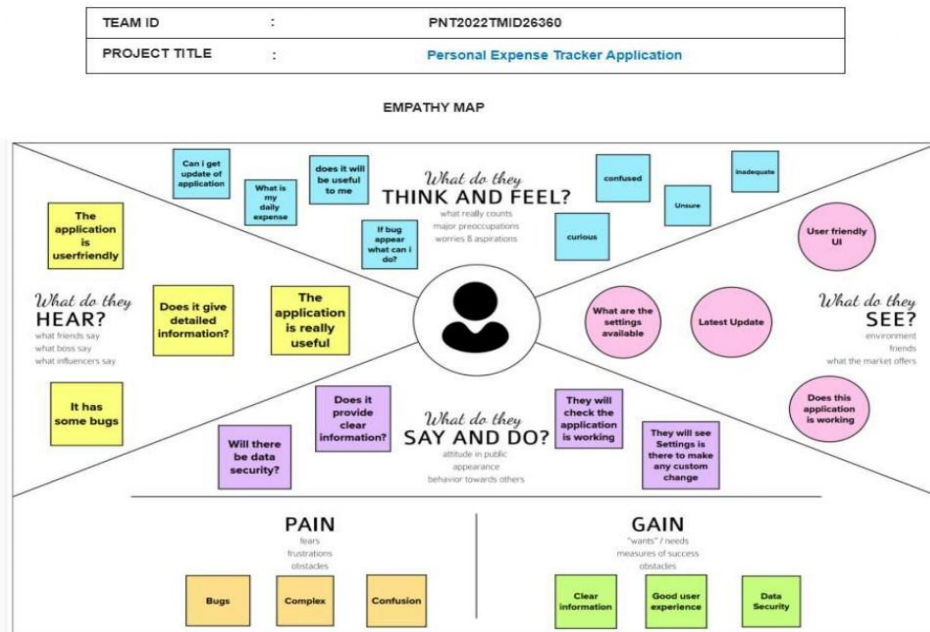 TEAM ID : PNT2022TMID26360
PROJECT TITLE : Personal Expense Tracker Application
EMPATHY MAP
What do they
THINK AND FEEL?
what really counts
major preoccupations
worries & aspirations
Can i get
update of
application
What is
my
daily
expense
does it will
be useful
to me
If bug
appear
what can i
do?
confused
curious
Unsure
inadequate
What do they
HEAR?
what friends say
what boss say
what influencers say
The
application
is
userfriendly
Does it give
detailed
information?
The
application
is really
useful
It has
some bugs
What do they
SEE?
environment
friends
what the market offers
User friendly
UI
What are the
settings
available
Latest Update
Does this
application
is working
What do they
SAY AND DO?
attitude in public
appearance
behavior towards others
Will there
be data
security?
Does it
provide
clear
information?
They will
check the
application
is working
They will see
Settings is
there to make
any custom
change
PAIN
fears
frustrations
obstacles
Bugs
Complex
Confusion
GAIN
"wants" / needs
measures of success
obstacles
Clear
information
Good user
experience
Data
Security